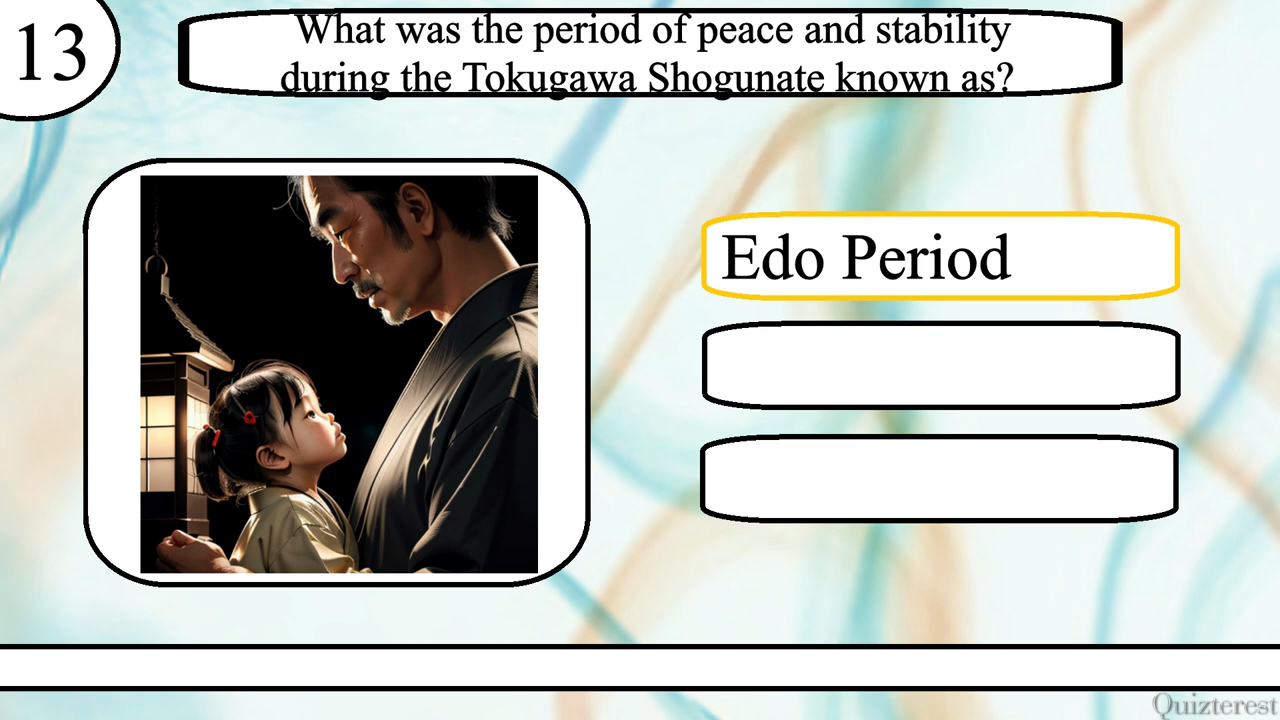 13
What was the period of peace and stability
during the Tokugawa Shogunate known as?
Edo Period
Quizterest